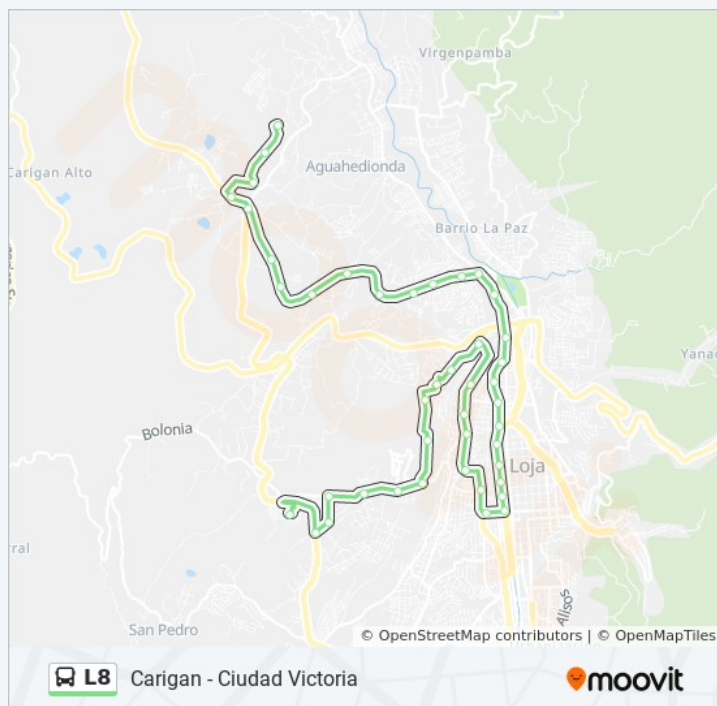 Virgenpamba
Carigan Alto
Aguahedionda
Barrio La Paz
Yanac
Bolonia
Loja
rral
Alisos
San Pedro
© OpenStreetMap contributors | © OpenMapTiles
L8 Carigan - Ciudad Victoria
moovit